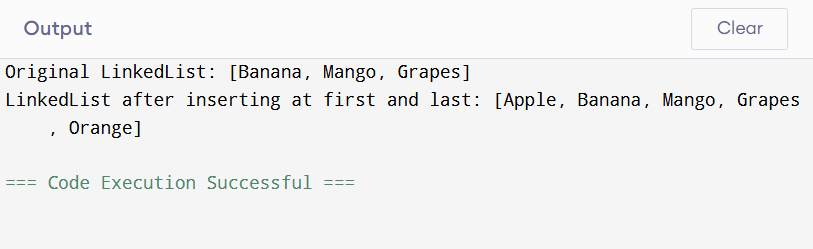 Output
Clear
Original LinkedList: [Banana, Mango, Grapes]
LinkedList after inserting at first and last: [Apple, Banana, Mango, Grapes
, Orange]
=== Code Execution Successful ===